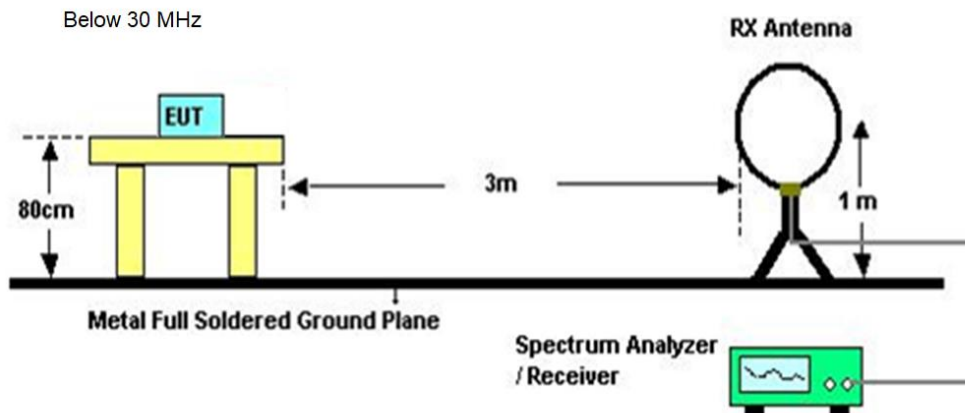 Below 30 MHz
RX Antenna
EUT
3m
80cm
1 m
Metal Full Soldered Ground Plane
Spectrum Analyzer
/ Receiver